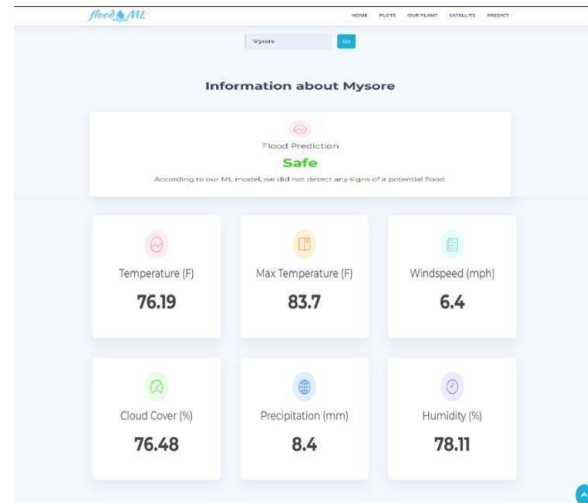 flood ML
HOME PLOTS OUR PLANT SATELLITE PREDICT
Mysore Go
Information about Mysore
Flood Prediction
Safe
According to our ML model, we did not detect any signs of a potential flood.
Temperature (F) Max Temperature (F) Windspeed (mph)
76.19 83.7 6.4
Cloud Cover (%) Precipitation (mm) Humidity (%)
76.48 8.4 78.11